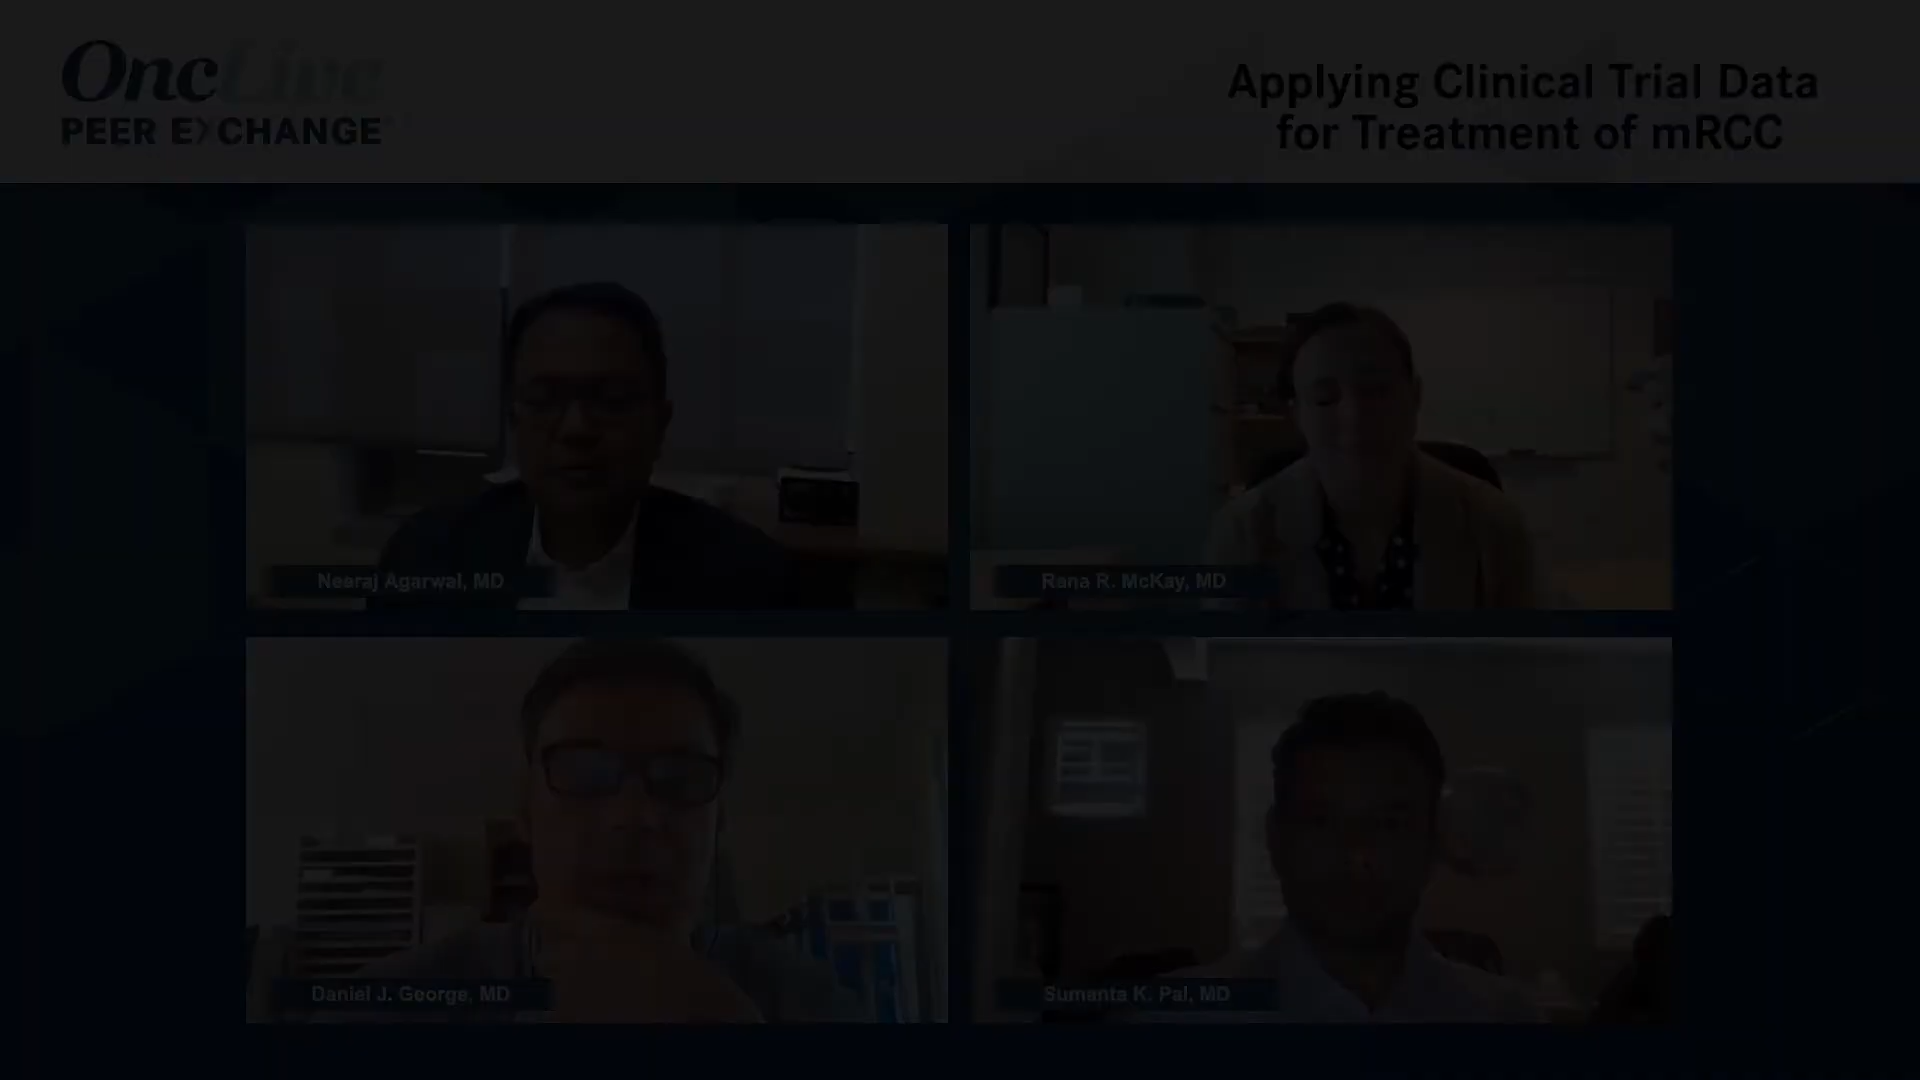 OncLive
PEER EXCHANGE
Applying Clinical Trial Data
for Treatment of mRCC
Neeraj Agarwal, MD
Rana R. McKay, MD
Daniel J. George, MD
Sumanta K. Pal, MD